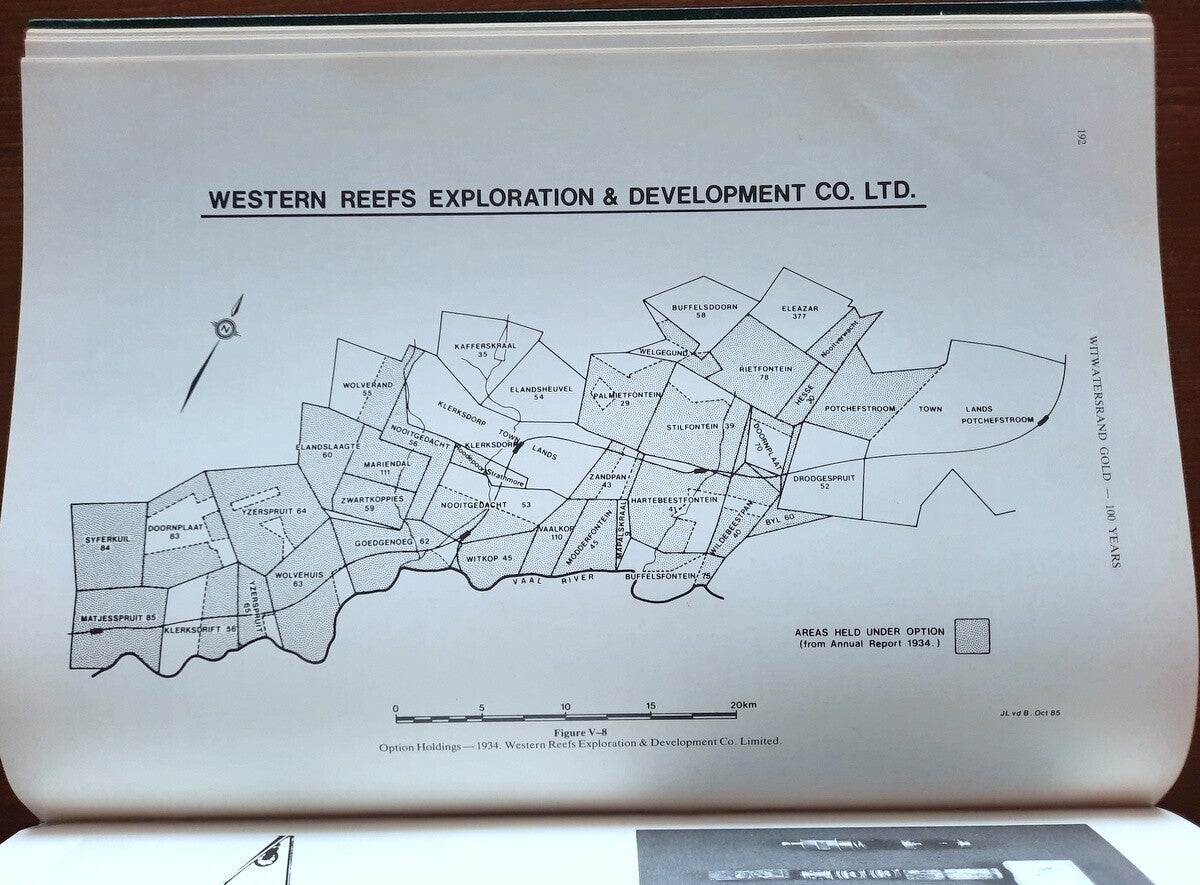 192
WITWATERSRAND GOLD — 100 YEARS
WESTERN REEFS EXPLORATION & DEVELOPMENT CO. LTD.
N
BUFFELSDOORN
58
ELEAZAR
377
KAFFERSKRAAL
35
WELGEGUND
Nooitverwacht
RIETFONTEIN
78
WOLVERAND
55
ELANDSHEUVEL
54
PALMIETFONTEIN
29
HESSE
30
POTCHEFSTROOM TOWN LANDS
POTCHEFSTROOM
KLERKSDORP TOWN LANDS
KLERKSDORP
STILFONTEIN 39
NOOITGEDACHT
56
DOORNPLAAT
70
ELANDSLAAGTE
60
Roodepoort
Strathmore
MARIENDAL
111
ZANDPAN
43
DROOGESPRUIT
52
ZWARTKOPPIES
59
NOOITGEDACHT 53
HARTEBEESTFONTEIN
41
YZERSPRUIT 64
DOORNPLAAT
83
VAALKOP
110
MODDERFONTEIN
45
MAPAISKRAAL
9
WILDEBEESTPAN
40
BYL 60
SYFERKUIL
84
GOEDGENOEG 62
WITKOP 45
WOLVEHUIS
63
VAAL RIVER
BUFFELSFONTEIN 75
YZERSPRUIT
65
MATJESSPRUIT 85
KLERKSDRIFT 56
AREAS HELD UNDER OPTION
(from Annual Report 1934.)
0 5 10 15 20km
JL vd B. Oct 85
Figure V–8
Option Holdings — 1934. Western Reefs Exploration & Development Co. Limited.